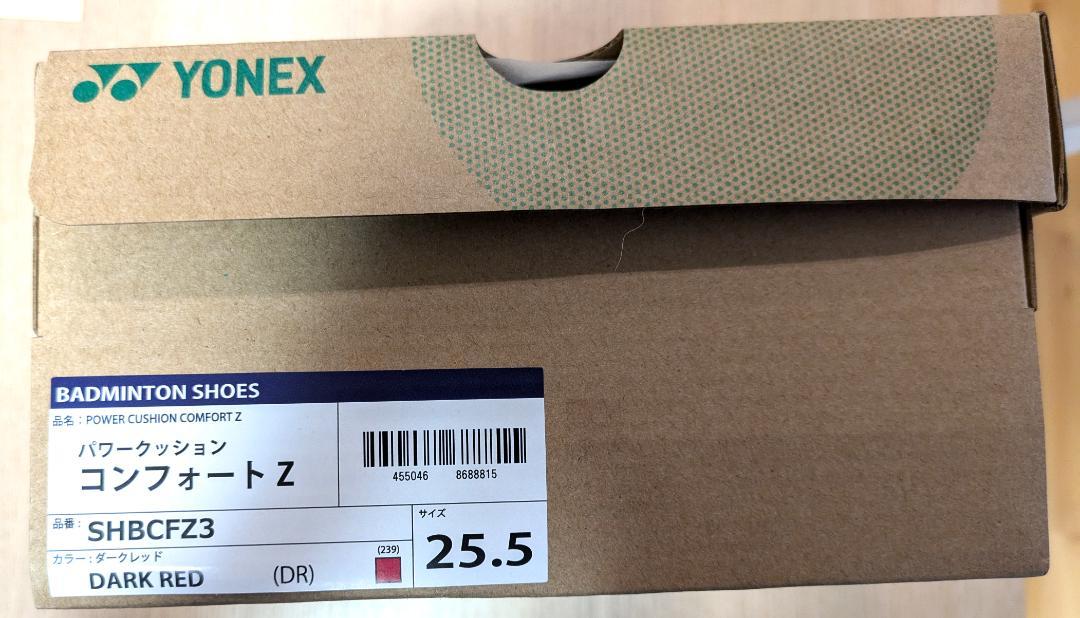 YONEX
BADMINTON SHOES
品名：POWER CUSHION COMFORT Z
パワークッション
コンフォート Z
455046 8688815
品番：SHBCFZ3
サイズ
25.5
カラー：ダークレッド
(239)
DARK RED (DR)